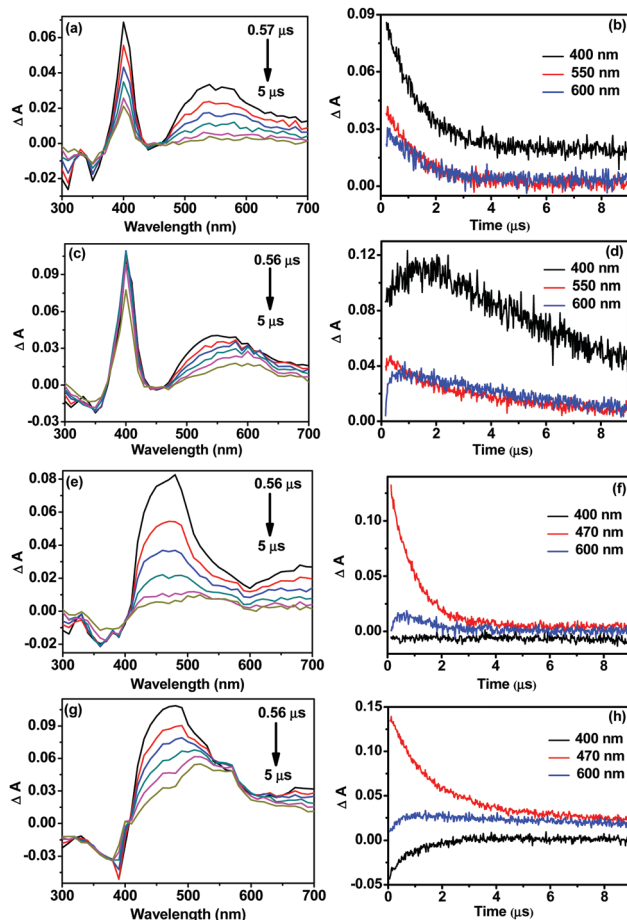 (a)
0.57 μs
5 μs
Δ A
0.06
0.04
0.02
0.00
-0.02
300 400 500 600 700
Wavelength (nm)
(b)
400 nm
550 nm
600 nm
Δ A
0.09
0.06
0.03
0.00
0 2 4 6 8
Time (μs)
(c)
0.56 μs
5 μs
Δ A
0.09
0.06
0.03
0.00
-0.03
300 400 500 600 700
Wavelength (nm)
(d)
400 nm
550 nm
600 nm
Δ A
0.12
0.08
0.04
0.00
0 2 4 6 8
Time (μs)
(e)
0.56 μs
5 μs
Δ A
0.08
0.06
0.04
0.02
0.00
-0.02
300 400 500 600 700
Wavelength (nm)
(f)
400 nm
470 nm
600 nm
Δ A
0.10
0.05
0.00
0 2 4 6 8
Time (μs)
(g)
0.56 μs
5 μs
Δ A
0.09
0.06
0.03
0.00
-0.03
300 400 500 600 700
Wavelength (nm)
(h)
400 nm
470 nm
600 nm
Δ A
0.15
0.10
0.05
0.00
-0.05
0 2 4 6 8
Time (μs)